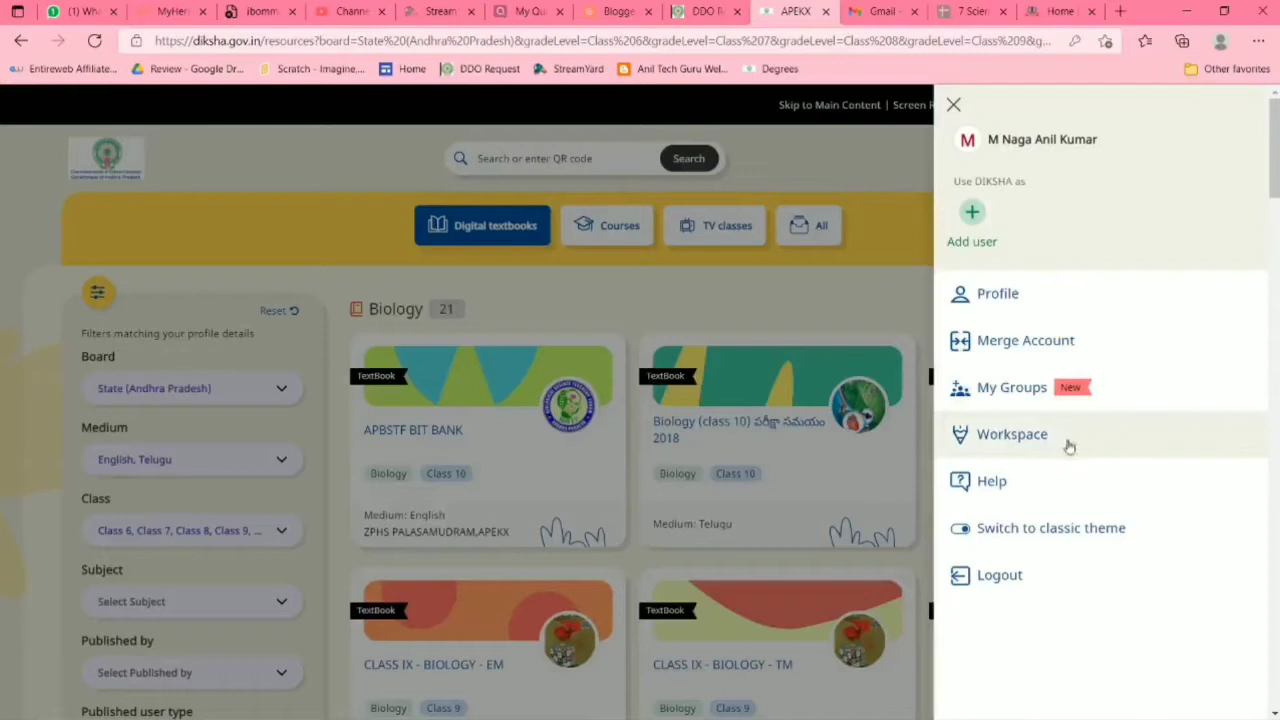 (1) Wha
MyHer
ibomm
Channe
Stream
My Qu
Blogge
DDO R
APEKX
Gmail -
7 Scien
Home
https://diksha.gov.in/resources?board=State%20(Andhra%20Pradesh)&gradeLevel=Class%206&gradeLevel=Class%207&gradeLevel=Class%208&gradeLevel=Class%209&g...
Entireweb Affiliate...
Review - Google Dr...
Scratch - Imagine,...
Home
DDO Request
StreamYard
Anil Tech Guru Wel...
Degrees
Other favorites
Skip to Main Content | Screen R
M M Naga Anil Kumar
Use DIKSHA as
Add user
Profile
Merge Account
My Groups New
Workspace
Help
Switch to classic theme
Logout
Search or enter QR code Search
Digital textbooks
Courses
TV classes
All
Reset
Filters matching your profile details
Board
State (Andhra Pradesh)
Medium
English, Telugu
Class
Class 6, Class 7, Class 8, Class 9, ...
Subject
Select Subject
Published by
Select Published by
Published user type
Biology 21
TextBook
APBSTF BIT BANK
Biology Class 10
Medium: English
ZPHS PALASAMUDRAM,APEKX
TextBook
Biology (class 10) పరీక్షా సమయం
2018
Biology Class 10
Medium: Telugu
TextBook
CLASS IX - BIOLOGY - EM
Biology Class 9
TextBook
CLASS IX - BIOLOGY - TM
Biology Class 9